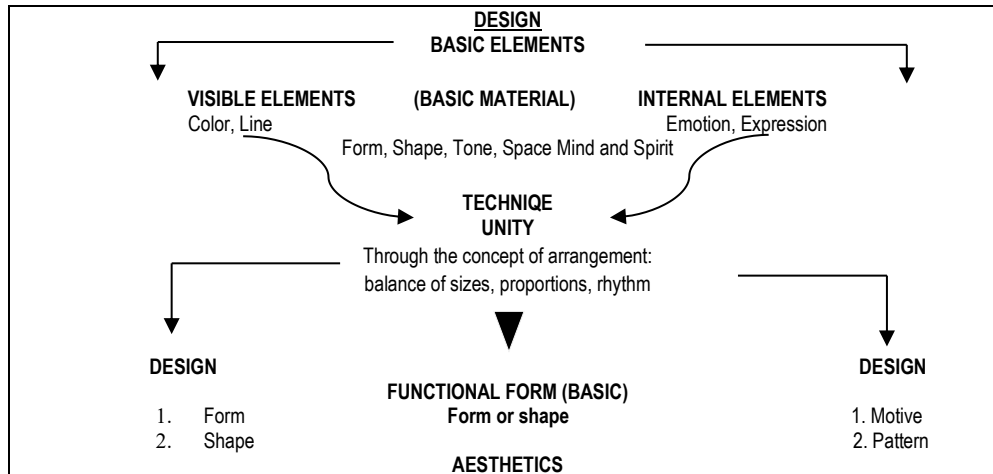 DESIGN
BASIC ELEMENTS
VISIBLE ELEMENTS (BASIC MATERIAL) INTERNAL ELEMENTS
Color, Line Emotion, Expression
Form, Shape, Tone, Space Mind and Spirit
TECHNIQE
UNITY
Through the concept of arrangement:
balance of sizes, proportions, rhythm
DESIGN DESIGN
FUNCTIONAL FORM (BASIC)
1. Form Form or shape 1. Motive
2. Shape 2. Pattern
AESTHETICS